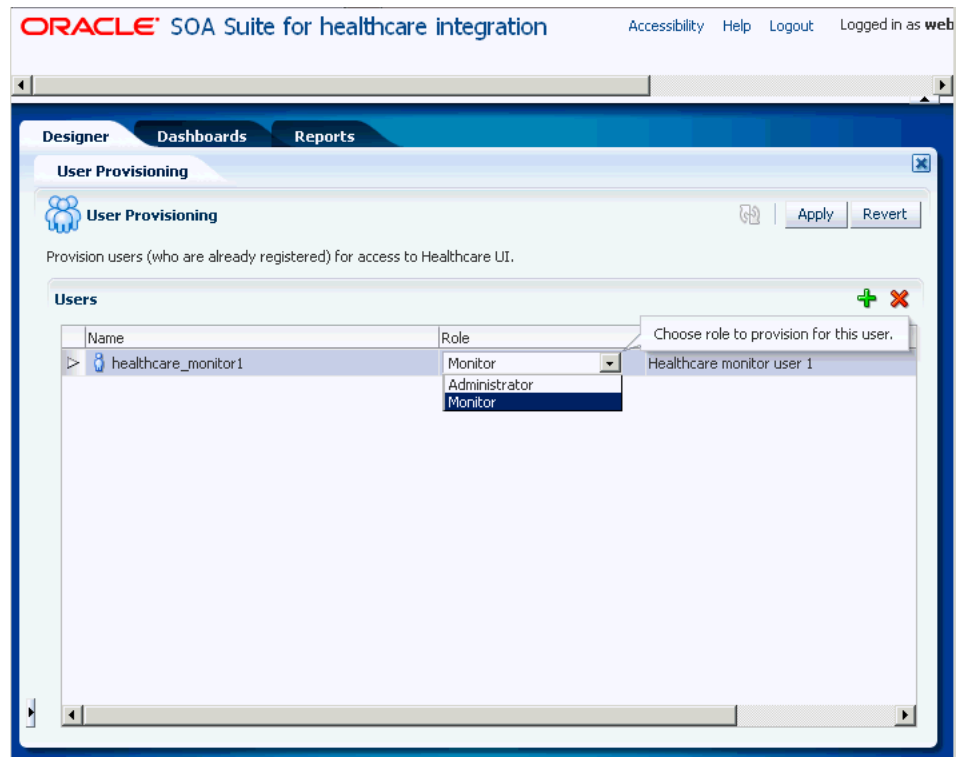 ORACLE SOA Suite for healthcare integration Accessibility Help Logout Logged in as web
Designer Dashboards Reports
User Provisioning
User Provisioning Apply Revert
Provision users (who are already registered) for access to Healthcare UI.
Users
Name Role Choose role to provision for this user.
healthcare_monitor1 Monitor Healthcare monitor user 1
Administrator
Monitor